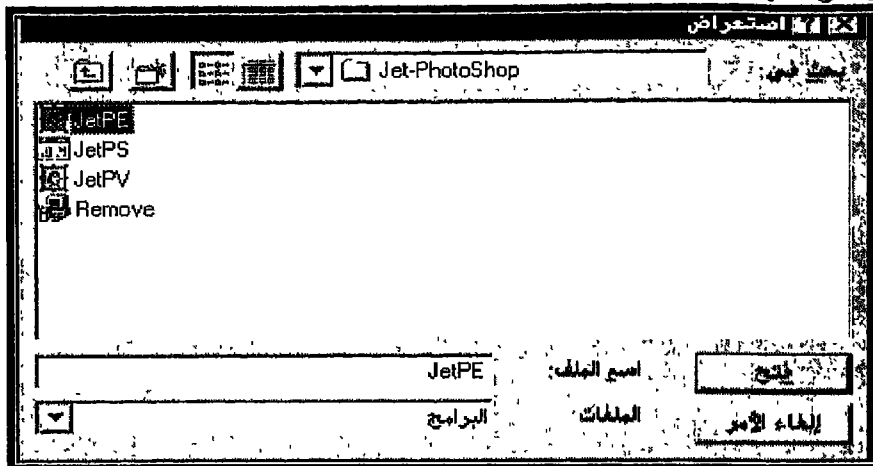 استعراض
بحث في: Jet-PhotoShop
JetPE
JetPS
JetPV
Remove
اسم الملف: JetPE فتح
الملفات البرامج إلغاء الأمر